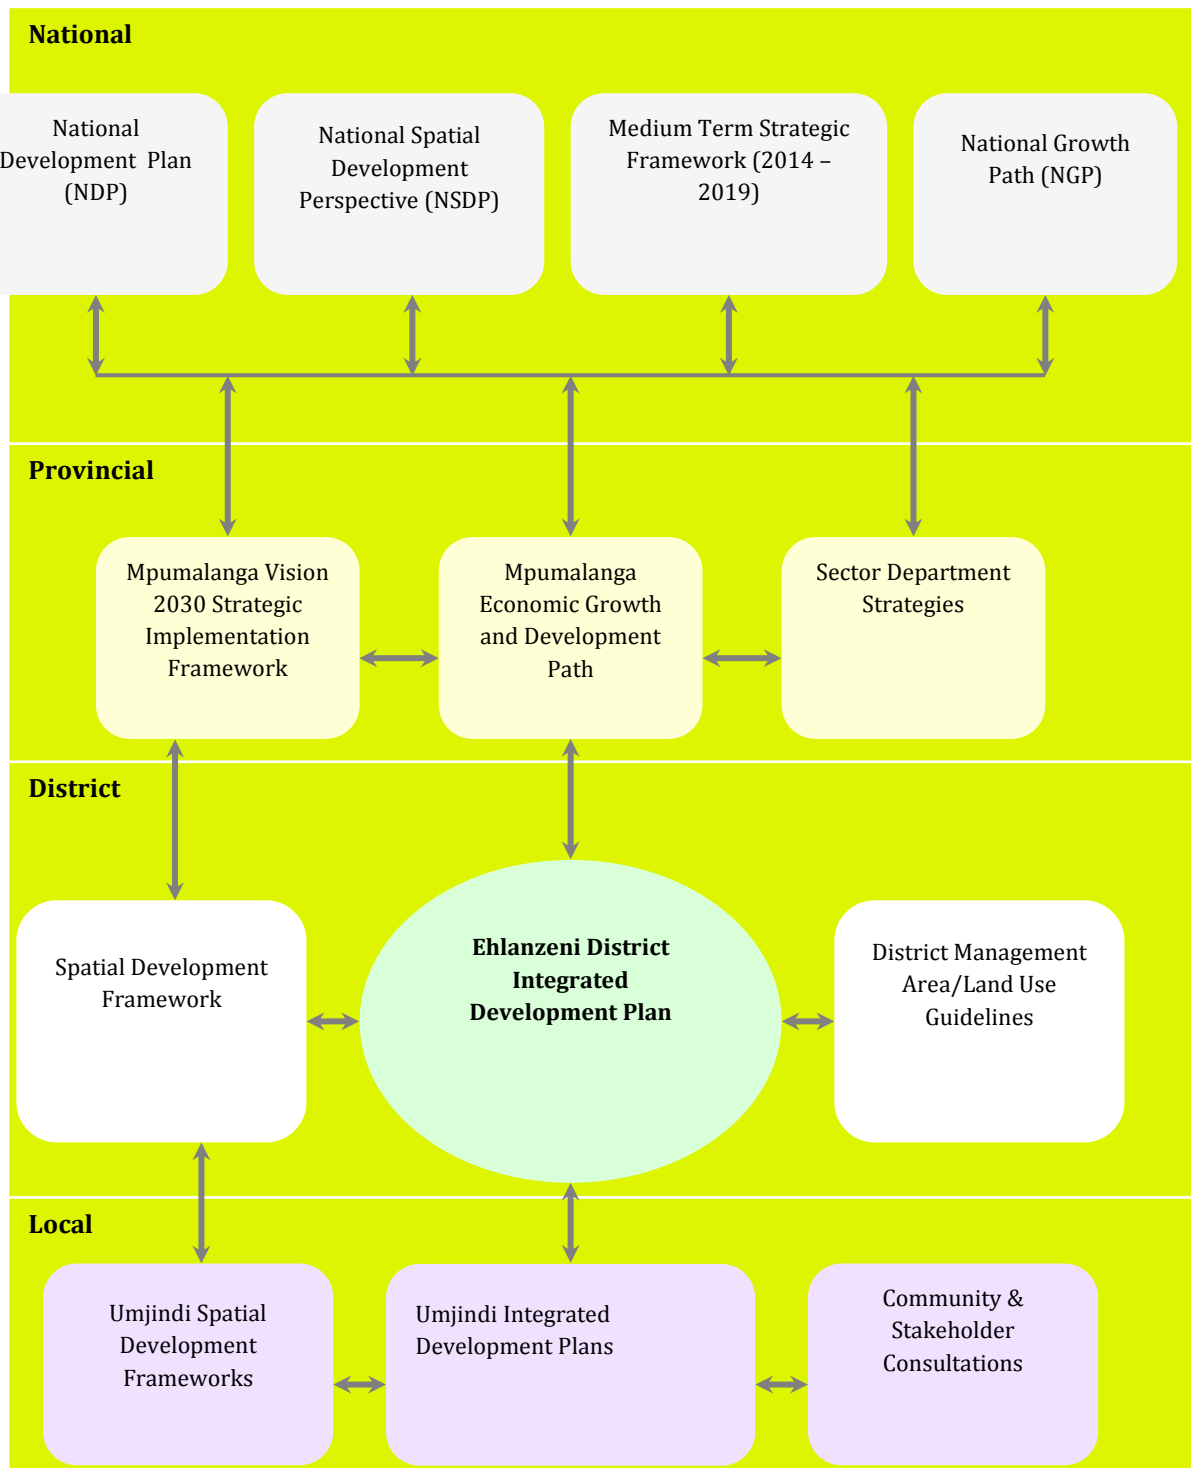 National
National
Development Plan
(NDP)
National Spatial
Development
Perspective (NSDP)
Medium Term Strategic
Framework (2014 –
2019)
National Growth
Path (NGP)
Provincial
Mpumalanga Vision
2030 Strategic
Implementation
Framework
Mpumalanga
Economic Growth
and Development
Path
Sector Department
Strategies
District
Spatial Development
Framework
Ehlanzeni District
Integrated
Development Plan
District Management
Area/Land Use
Guidelines
Local
Umjindi Spatial
Development
Frameworks
Umjindi Integrated
Development Plans
Community &
Stakeholder
Consultations